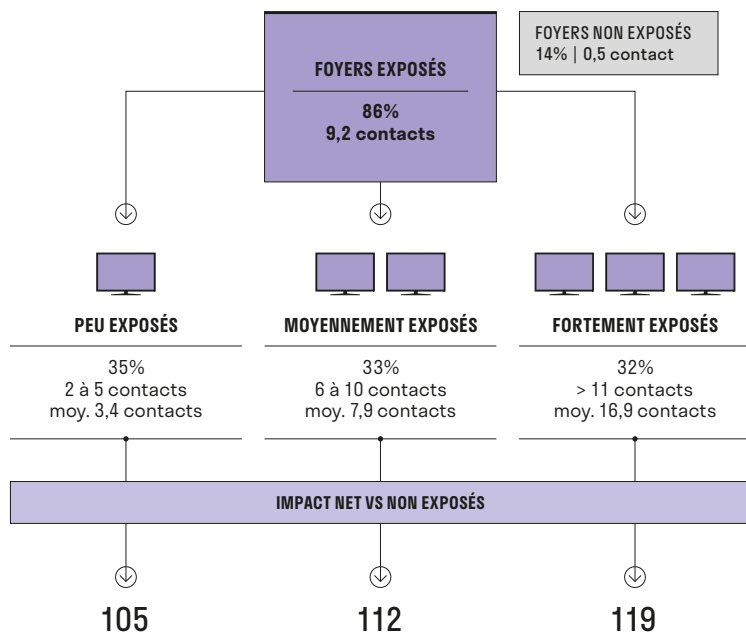 FOYERS NON EXPOSÉS
14% | 0,5 contact
FOYERS EXPOSÉS
86%
9,2 contacts
PEU EXPOSÉS
35%
2 à 5 contacts
moy. 3,4 contacts
MOYENNEMENT EXPOSÉS
33%
6 à 10 contacts
moy. 7,9 contacts
FORTEMENT EXPOSÉS
32%
> 11 contacts
moy. 16,9 contacts
IMPACT NET VS NON EXPOSÉS
105
112
119